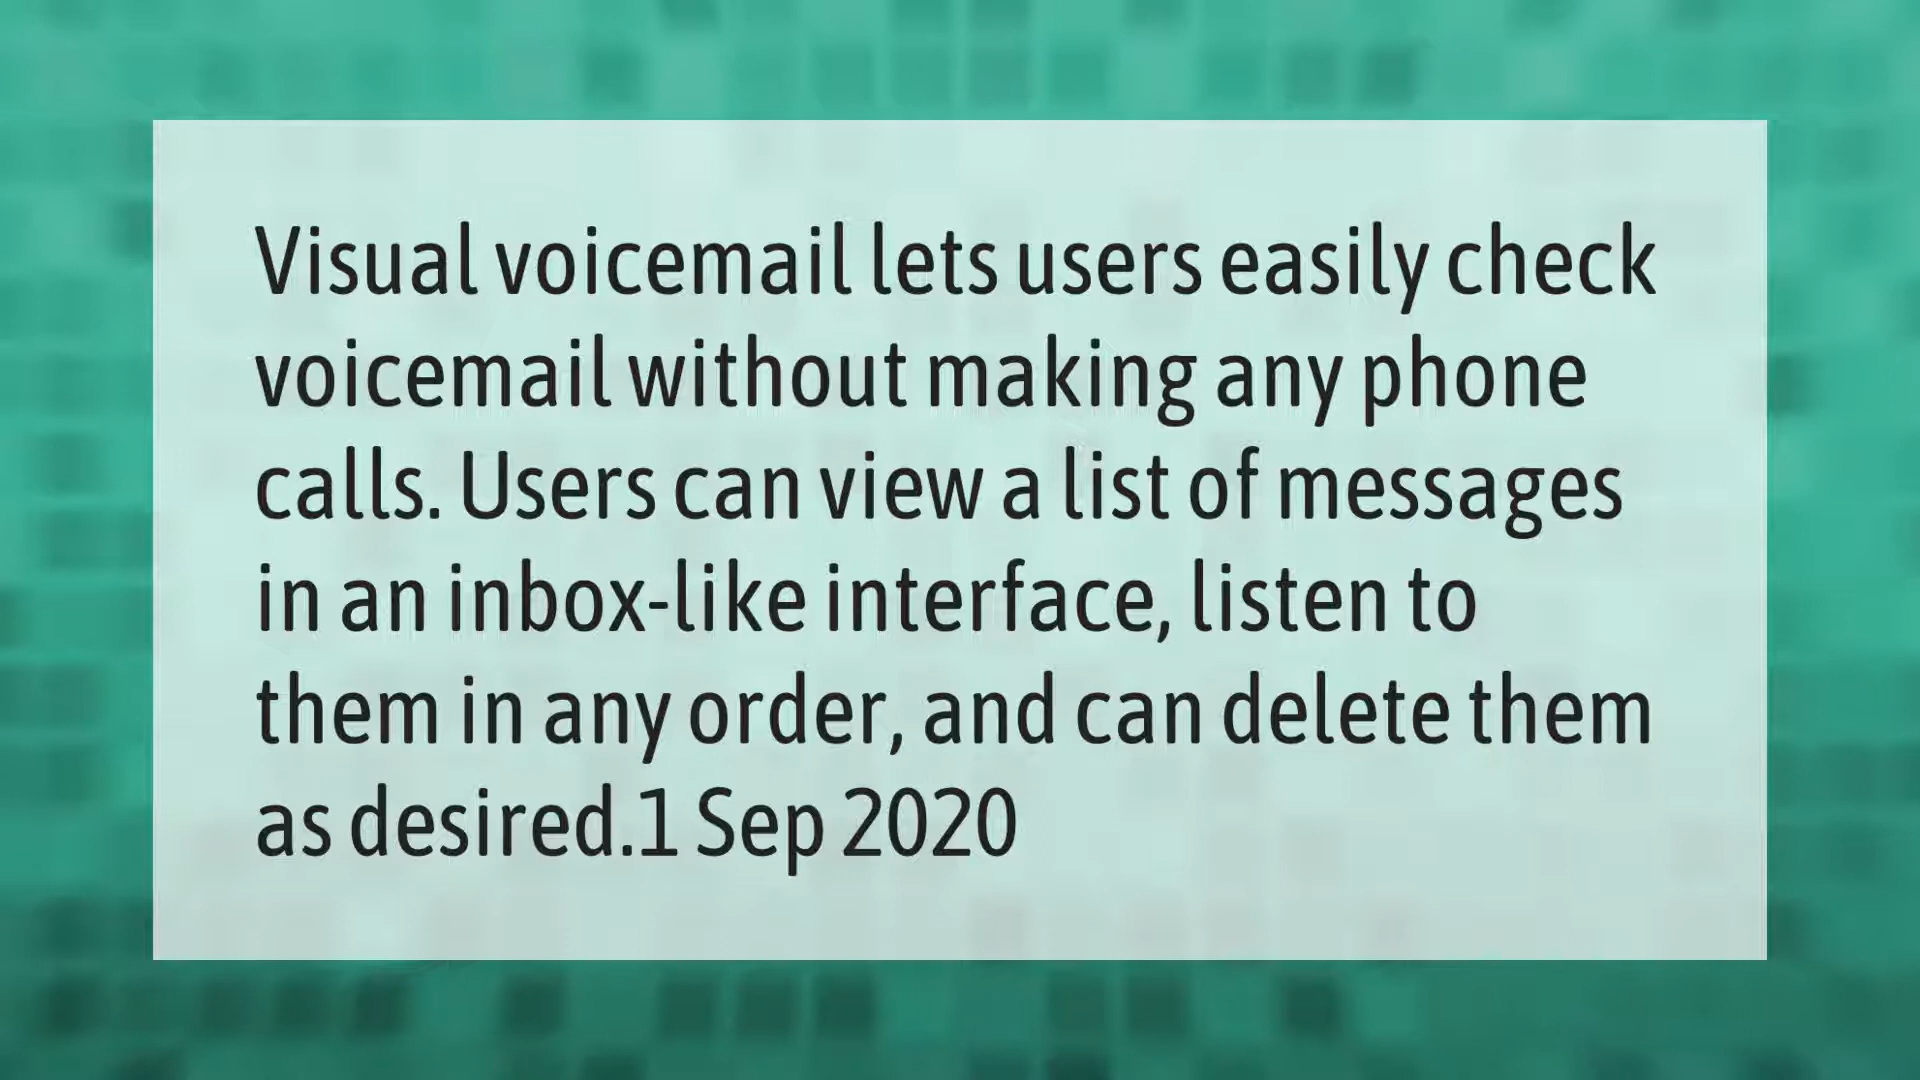 Visual voicemail lets users easily check
voicemail without making any phone
calls. Users can view a list of messages
in an inbox-like interface, listen to
them in any order, and can delete them
as desired.1 Sep 2020